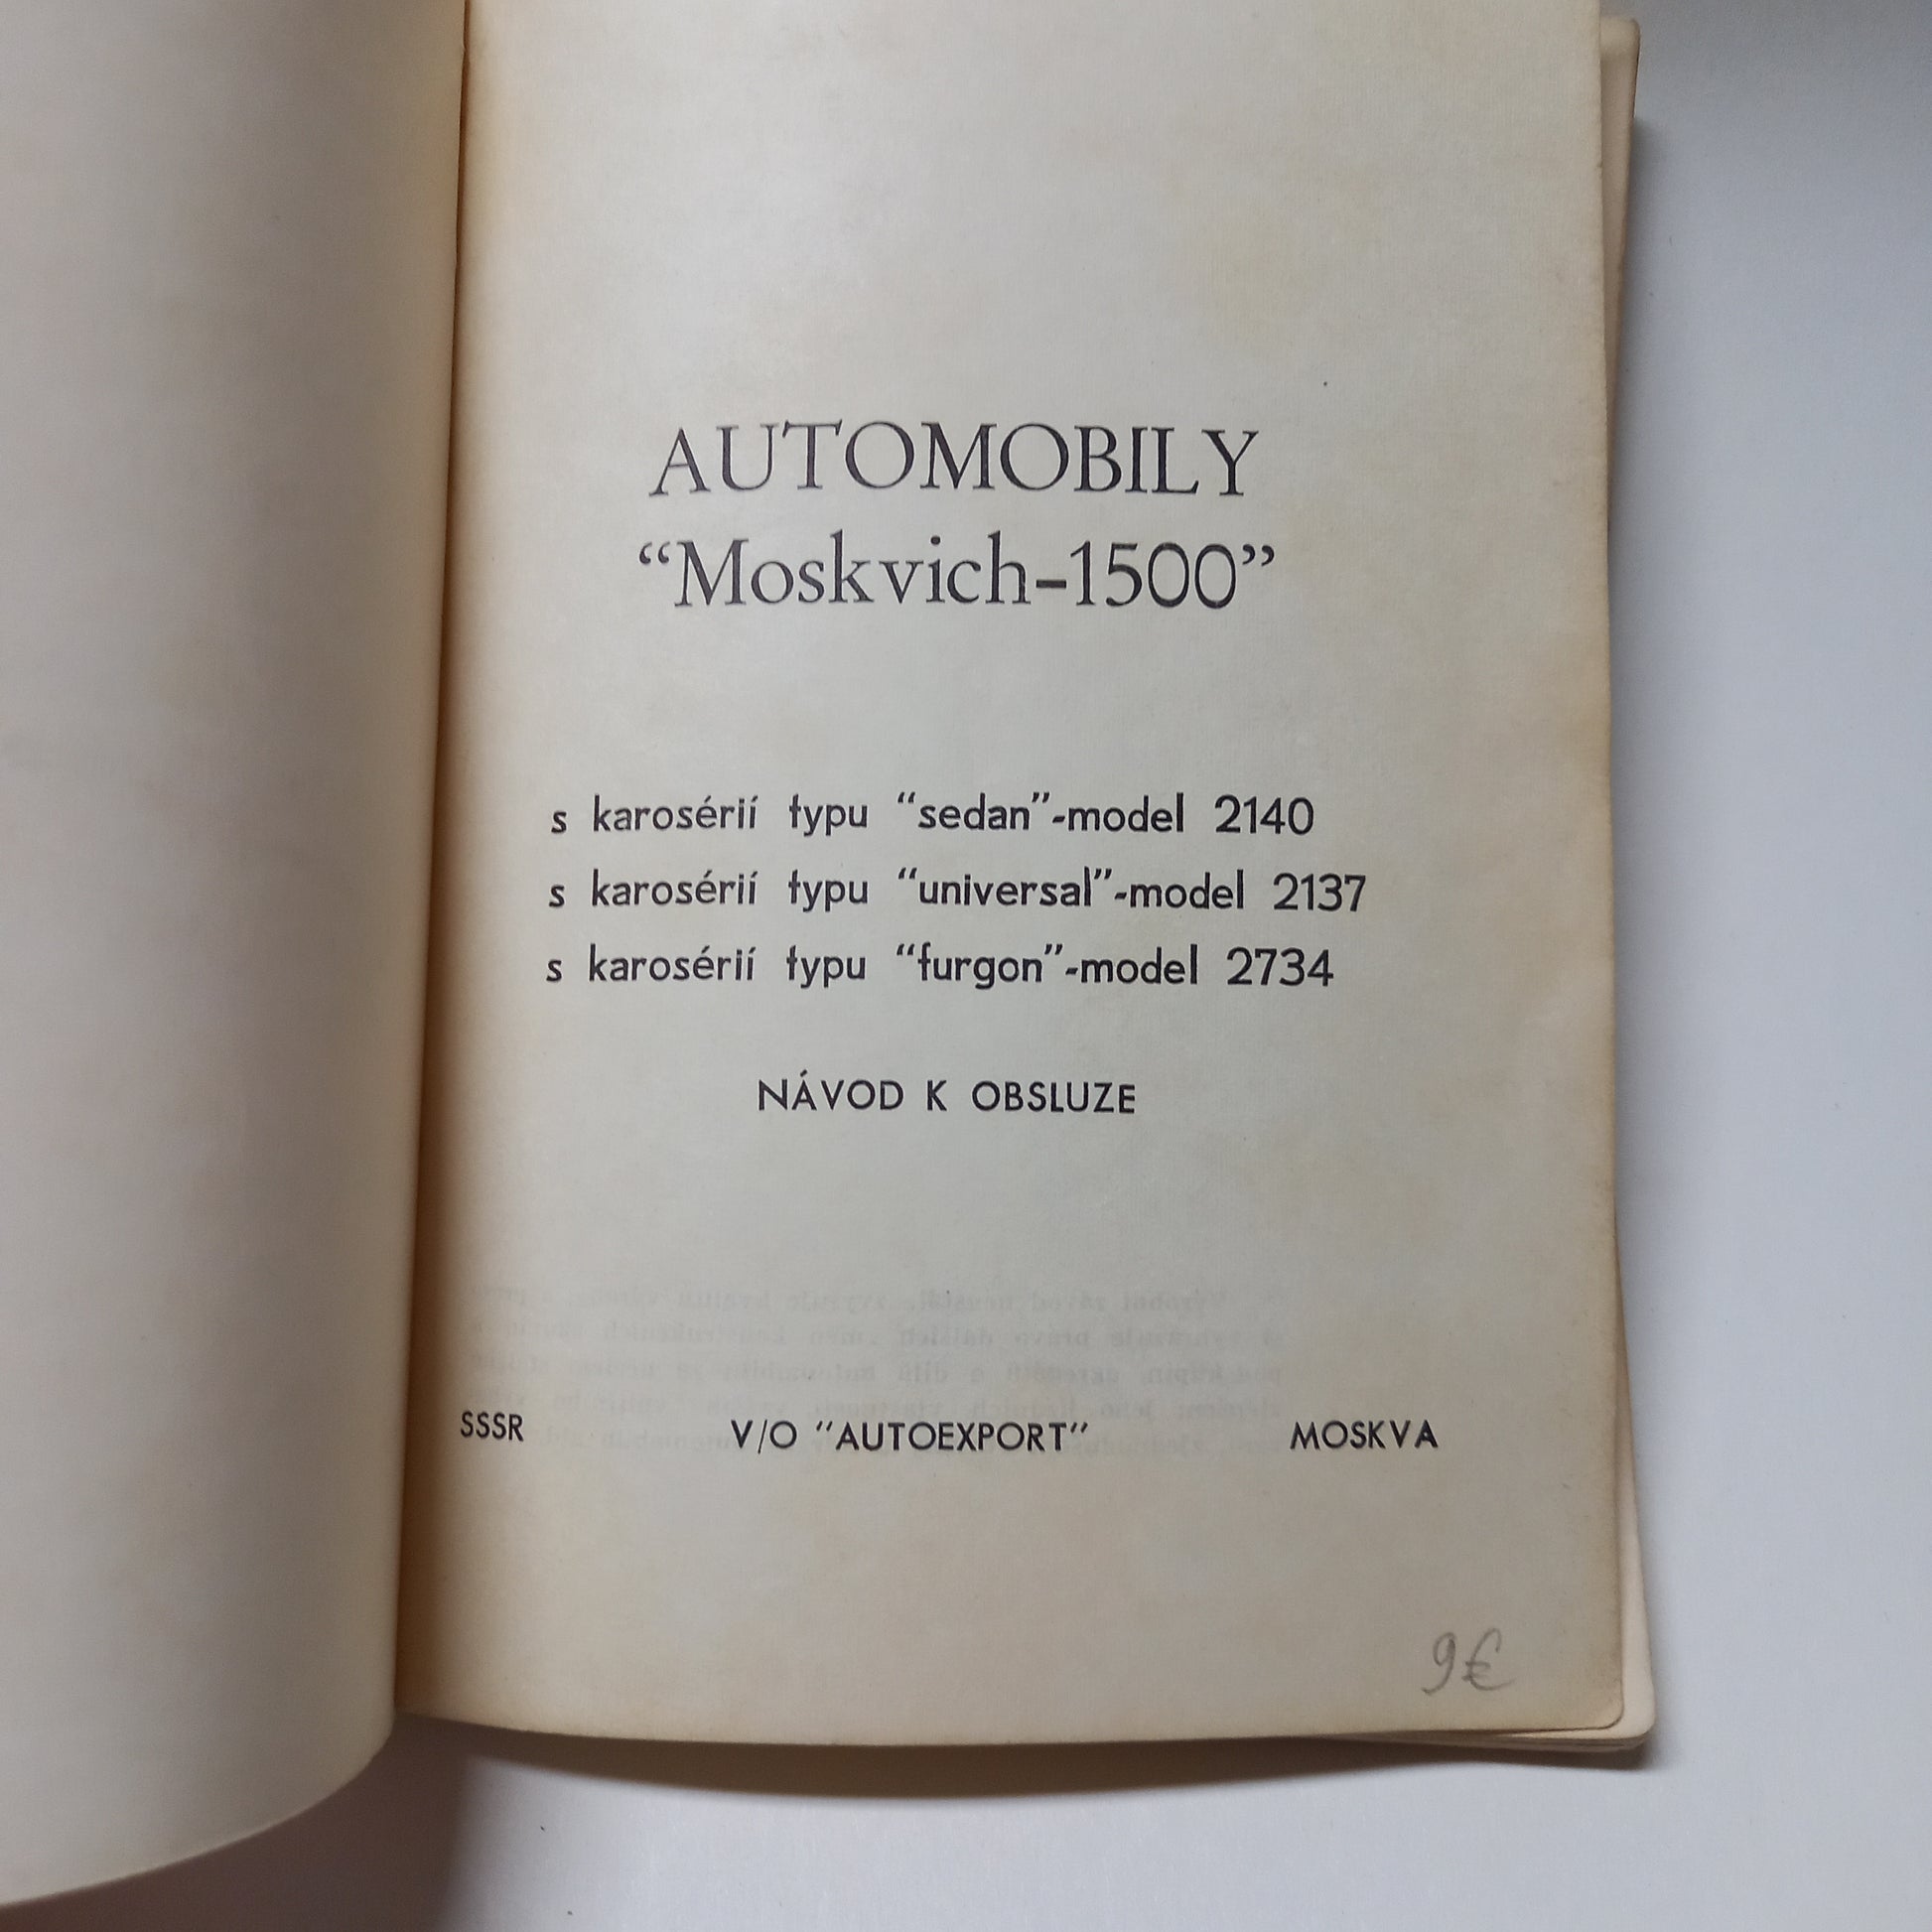 AUTOMOBILY
“Moskvich-1500”
s karosérií typu “sedan”-model 2140
s karosérií typu “universal”-model 2137
s karosérií typu “furgon”-model 2734
NÁVOD K OBSLUZE
SSSR V/O “AUTOEXPORT” MOSKVA
9€